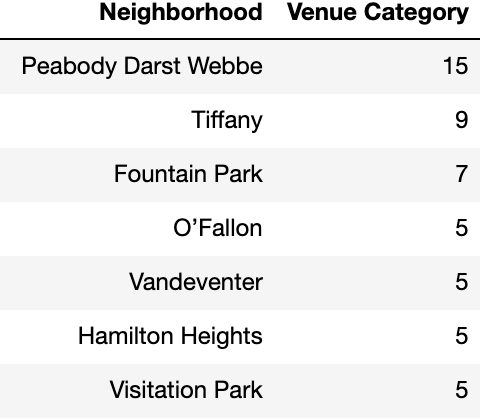 Neighborhood Venue Category
Peabody Darst Webbe 15
Tiffany 9
Fountain Park 7
O’Fallon 5
Vandeventer 5
Hamilton Heights 5
Visitation Park 5